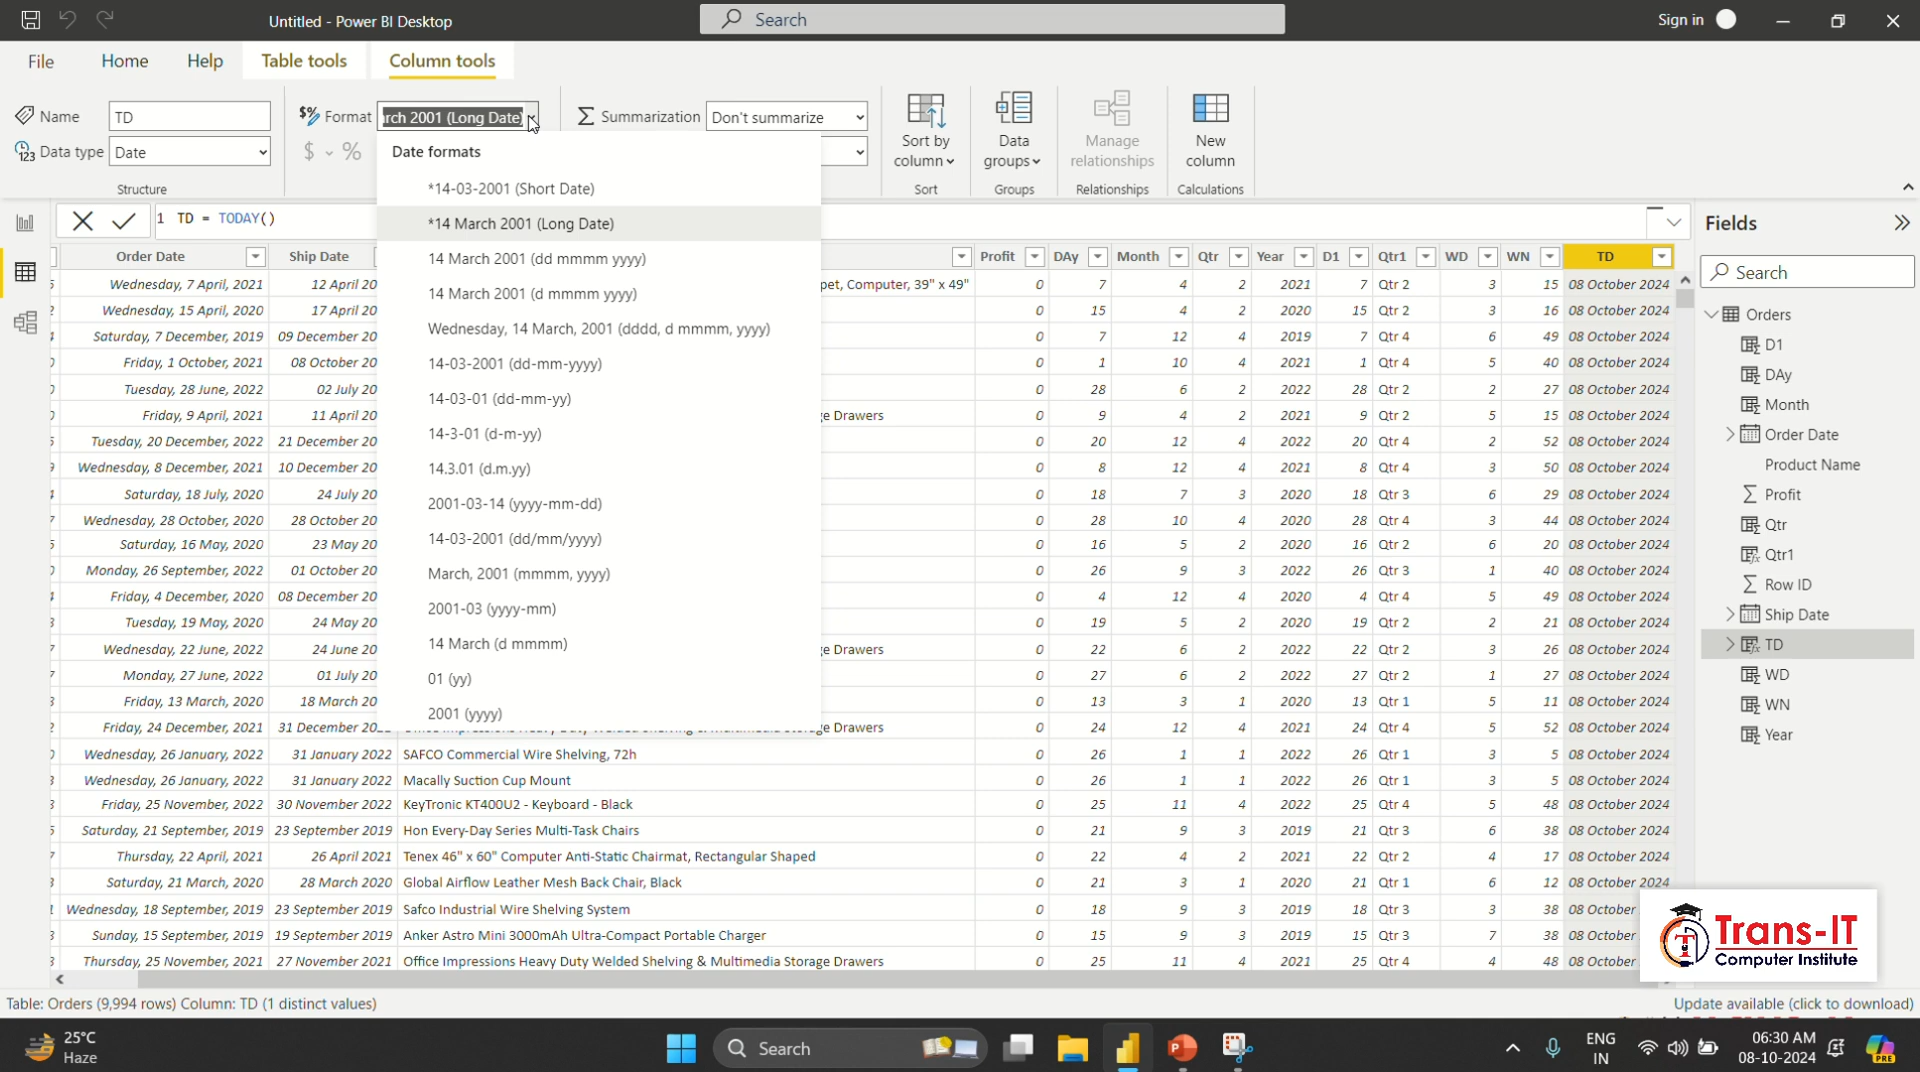 Untitled - Power BI Desktop
Search
Sign in
File
Home
Help
Table tools
Column tools
Name
TD
Format
rch 2001 (Long Date)
Summarization
Don't summarize
Data type
Date
$
%
Structure
Sort by
column
Sort
Data
groups
Groups
Manage
relationships
Relationships
New
column
Calculations
Date formats
*14-03-2001 (Short Date)
*14 March 2001 (Long Date)
14 March 2001 (dd mmmm yyyy)
14 March 2001 (d mmmm yyyy)
Wednesday, 14 March, 2001 (dddd, d mmmm, yyyy)
14-03-2001 (dd-mm-yyyy)
14-03-01 (dd-mm-yy)
14-3-01 (d-m-yy)
14.3.01 (d.m.yy)
2001-03-14 (yyyy-mm-dd)
14-03-2001 (dd/mm/yyyy)
March, 2001 (mmmm, yyyy)
2001-03 (yyyy-mm)
14 March (d mmmm)
01 (yy)
2001 (yyyy)
1 TD = TODAY()
Order Date Ship Date Profit DAy Month Qtr Year D1 Qtr1 WD WN TD
Wednesday, 7 April, 2021 12 April 20 pet, Computer, 39" x 49" 0 7 4 2 2021 7 Qtr 2 3 15 08 October 2024
Wednesday, 15 April, 2020 17 April 20 0 15 4 2 2020 15 Qtr 2 3 16 08 October 2024
Saturday, 7 December, 2019 09 December 20 0 7 12 4 2019 7 Qtr 4 6 49 08 October 2024
Friday, 1 October, 2021 08 October 20 0 1 10 4 2021 1 Qtr 4 5 40 08 October 2024
Tuesday, 28 June, 2022 02 July 20 0 28 6 2 2022 28 Qtr 2 2 27 08 October 2024
Friday, 9 April, 2021 11 April 20 ge Drawers 0 9 4 2 2021 9 Qtr 2 5 15 08 October 2024
Tuesday, 20 December, 2022 21 December 20 0 20 12 4 2022 20 Qtr 4 2 52 08 October 2024
Wednesday, 8 December, 2021 10 December 20 0 8 12 4 2021 8 Qtr 4 3 50 08 October 2024
Saturday, 18 July, 2020 24 July 20 0 18 7 3 2020 18 Qtr 3 6 29 08 October 2024
Wednesday, 28 October, 2020 28 October 20 0 28 10 4 2020 28 Qtr 4 3 44 08 October 2024
Saturday, 16 May, 2020 23 May 20 0 16 5 2 2020 16 Qtr 2 6 20 08 October 2024
Monday, 26 September, 2022 01 October 20 0 26 9 3 2022 26 Qtr 3 1 40 08 October 2024
Friday, 4 December, 2020 08 December 20 0 4 12 4 2020 4 Qtr 4 5 49 08 October 2024
Tuesday, 19 May, 2020 24 May 20 0 19 5 2 2020 19 Qtr 2 2 21 08 October 2024
Wednesday, 22 June, 2022 24 June 20 ge Drawers 0 22 6 2 2022 22 Qtr 2 3 26 08 October 2024
Monday, 27 June, 2022 01 July 20 0 27 6 2 2022 27 Qtr 2 1 27 08 October 2024
Friday, 13 March, 2020 18 March 20 0 13 3 1 2020 13 Qtr 1 5 11 08 October 2024
Friday, 24 December, 2021 31 December 20 ge Drawers 0 24 12 4 2021 24 Qtr 4 5 52 08 October 2024
Wednesday, 26 January, 2022 31 January 2022 SAFCO Commercial Wire Shelving, 72h 0 26 1 1 2022 26 Qtr 1 3 5 08 October 2024
Wednesday, 26 January, 2022 31 January 2022 Macally Suction Cup Mount 0 26 1 1 2022 26 Qtr 1 3 5 08 October 2024
Friday, 25 November, 2022 30 November 2022 KeyTronic KT400U2 - Keyboard - Black 0 25 11 4 2022 25 Qtr 4 5 48 08 October 2024
Saturday, 21 September, 2019 23 September 2019 Hon Every-Day Series Multi-Task Chairs 0 21 9 3 2019 21 Qtr 3 6 38 08 October 2024
Thursday, 22 April, 2021 26 April 2021 Tenex 46" x 60" Computer Anti-Static Chairmat, Rectangular Shaped 0 22 4 2 2021 22 Qtr 2 4 17 08 October 2024
Saturday, 21 March, 2020 28 March 2020 Global Airflow Leather Mesh Back Chair, Black 0 21 3 1 2020 21 Qtr 1 6 12 08 October 2024
Wednesday, 18 September, 2019 23 September 2019 Safco Industrial Wire Shelving System 0 18 9 3 2019 18 Qtr 3 3 38 08 October
Sunday, 15 September, 2019 19 September 2019 Anker Astro Mini 3000mAh Ultra-Compact Portable Charger 0 15 9 3 2019 15 Qtr 3 7 38 08 October
Thursday, 25 November, 2021 27 November 2021 Office Impressions Heavy Duty Welded Shelving & Multimedia Storage Drawers 0 25 11 4 2021 25 Qtr 4 4 48 08 October
Fields
Search
Orders
D1
DAy
Month
Order Date
Product Name
Profit
Qtr
Qtr1
Row ID
Ship Date
TD
WD
WN
Year
Trans-IT
Computer Institute
Table: Orders (9,994 rows) Column: TD (1 distinct values)
Update available (click to download)
25°C
Haze
Search
ENG
IN
06:30 AM
08-10-2024
PRE